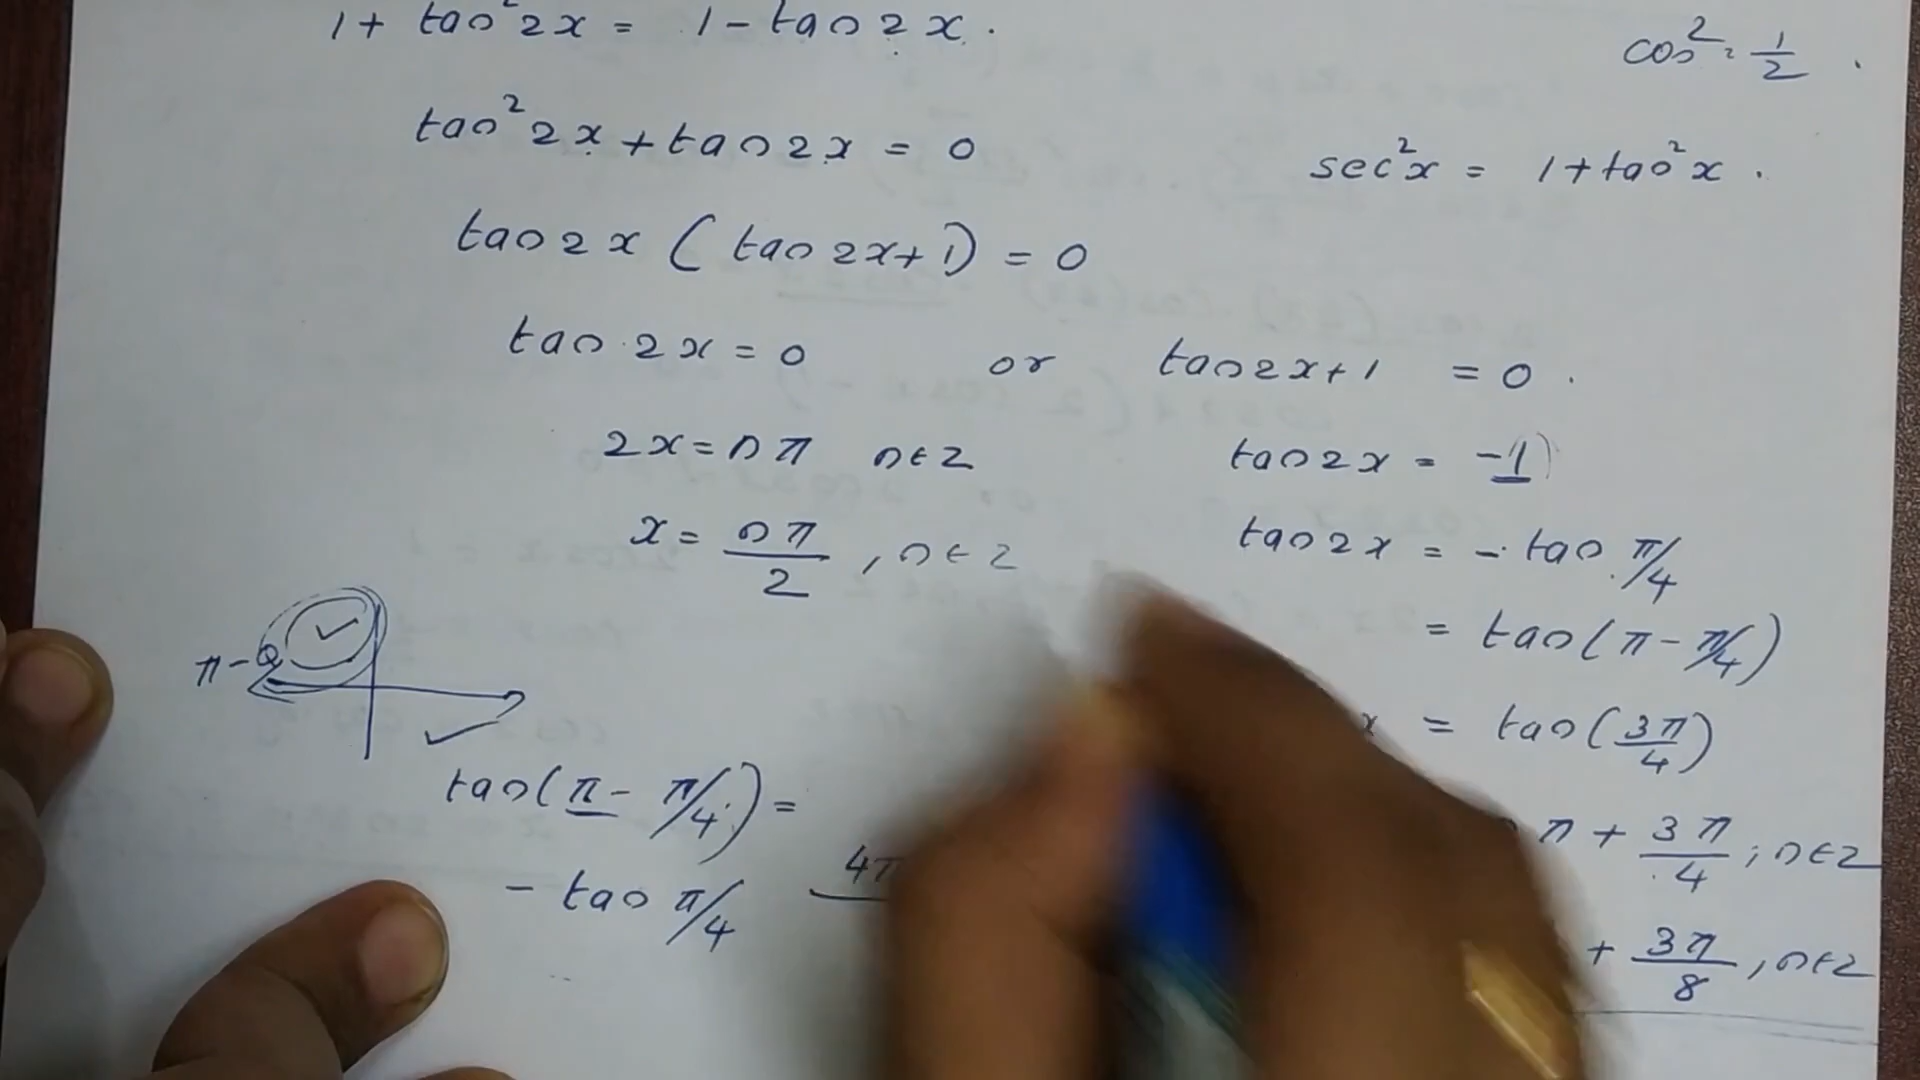 1 + tan²2x = 1 - tan 2x.
cos² = 1/2.
tan²2x + tan 2x = 0
sec²x = 1 + tan²x.
tan 2x (tan 2x + 1) = 0
tan 2x = 0 or tan 2x + 1 = 0.
2x = nπ n∈Z
tan 2x = -1
x = nπ/2, n∈Z
tan 2x = - tan π/4
= tan(π - π/4)
π - Q
x = tan(3π/4)
tan(π - π/4) =
- tan π/4
4π
π + 3π/4; n∈Z
+ 3π/8, n∈Z